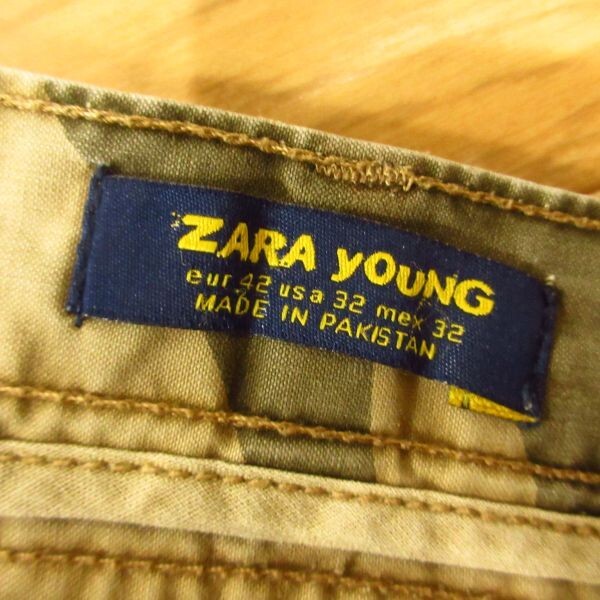 ZARA YOUNG
eur 42 usa 32 mex 32
MADE IN PAKISTAN